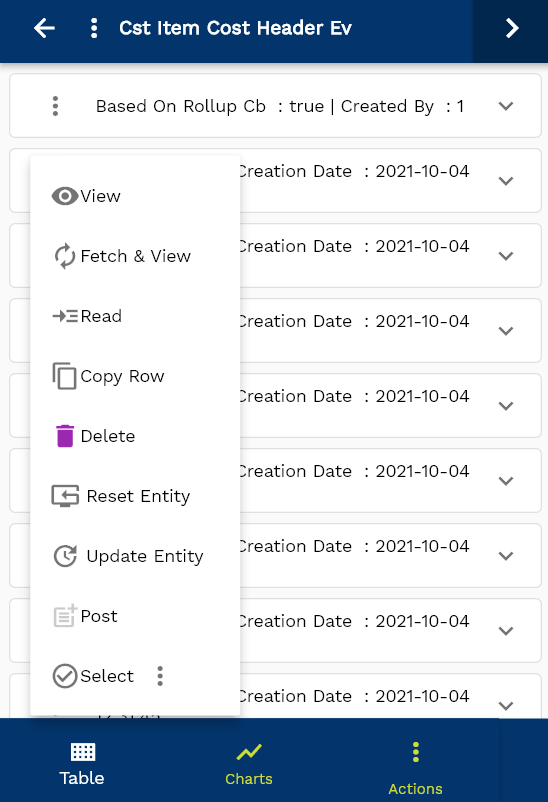 Cst Item Cost Header Ev
Based On Rollup Cb : true | Created By : 1
Creation Date : 2021-10-04
View
Creation Date : 2021-10-04
Fetch & View
Creation Date : 2021-10-04
Read
Creation Date : 2021-10-04
Copy Row
Creation Date : 2021-10-04
Delete
Creation Date : 2021-10-04
Reset Entity
Creation Date : 2021-10-04
Update Entity
Creation Date : 2021-10-04
Post
Creation Date : 2021-10-04
Select
Table
Charts
Actions